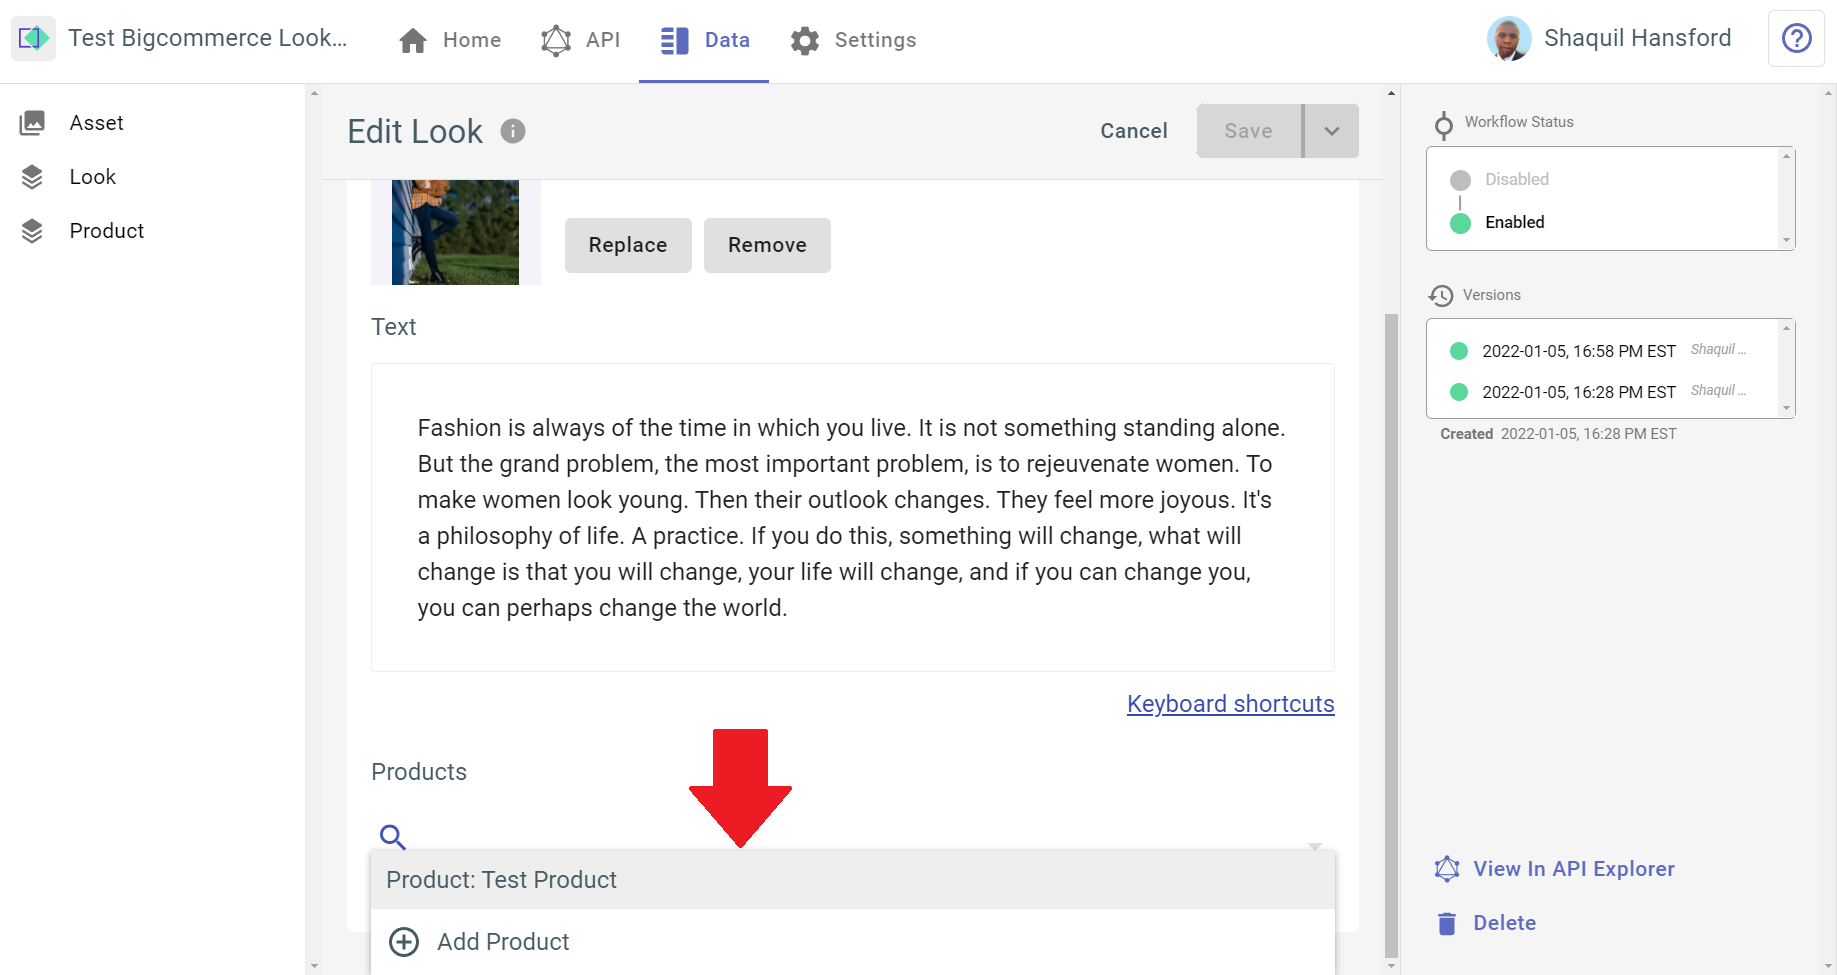 Test Bigcommerce Look...
Home
API
Data
Settings
Shaquil Hansford
Asset
Look
Product
Edit Look
Cancel
Save
Replace
Remove
Text
Fashion is always of the time in which you live. It is not something standing alone.
But the grand problem, the most important problem, is to rejeuvenate women. To
make women look young. Then their outlook changes. They feel more joyous. It's
a philosophy of life. A practice. If you do this, something will change, what will
change is that you will change, your life will change, and if you can change you,
you can perhaps change the world.
Keyboard shortcuts
Products
Product: Test Product
Add Product
Workflow Status
Disabled
Enabled
Versions
2022-01-05, 16:58 PM EST Shaquil ...
2022-01-05, 16:28 PM EST Shaquil ...
Created 2022-01-05, 16:28 PM EST
View In API Explorer
Delete